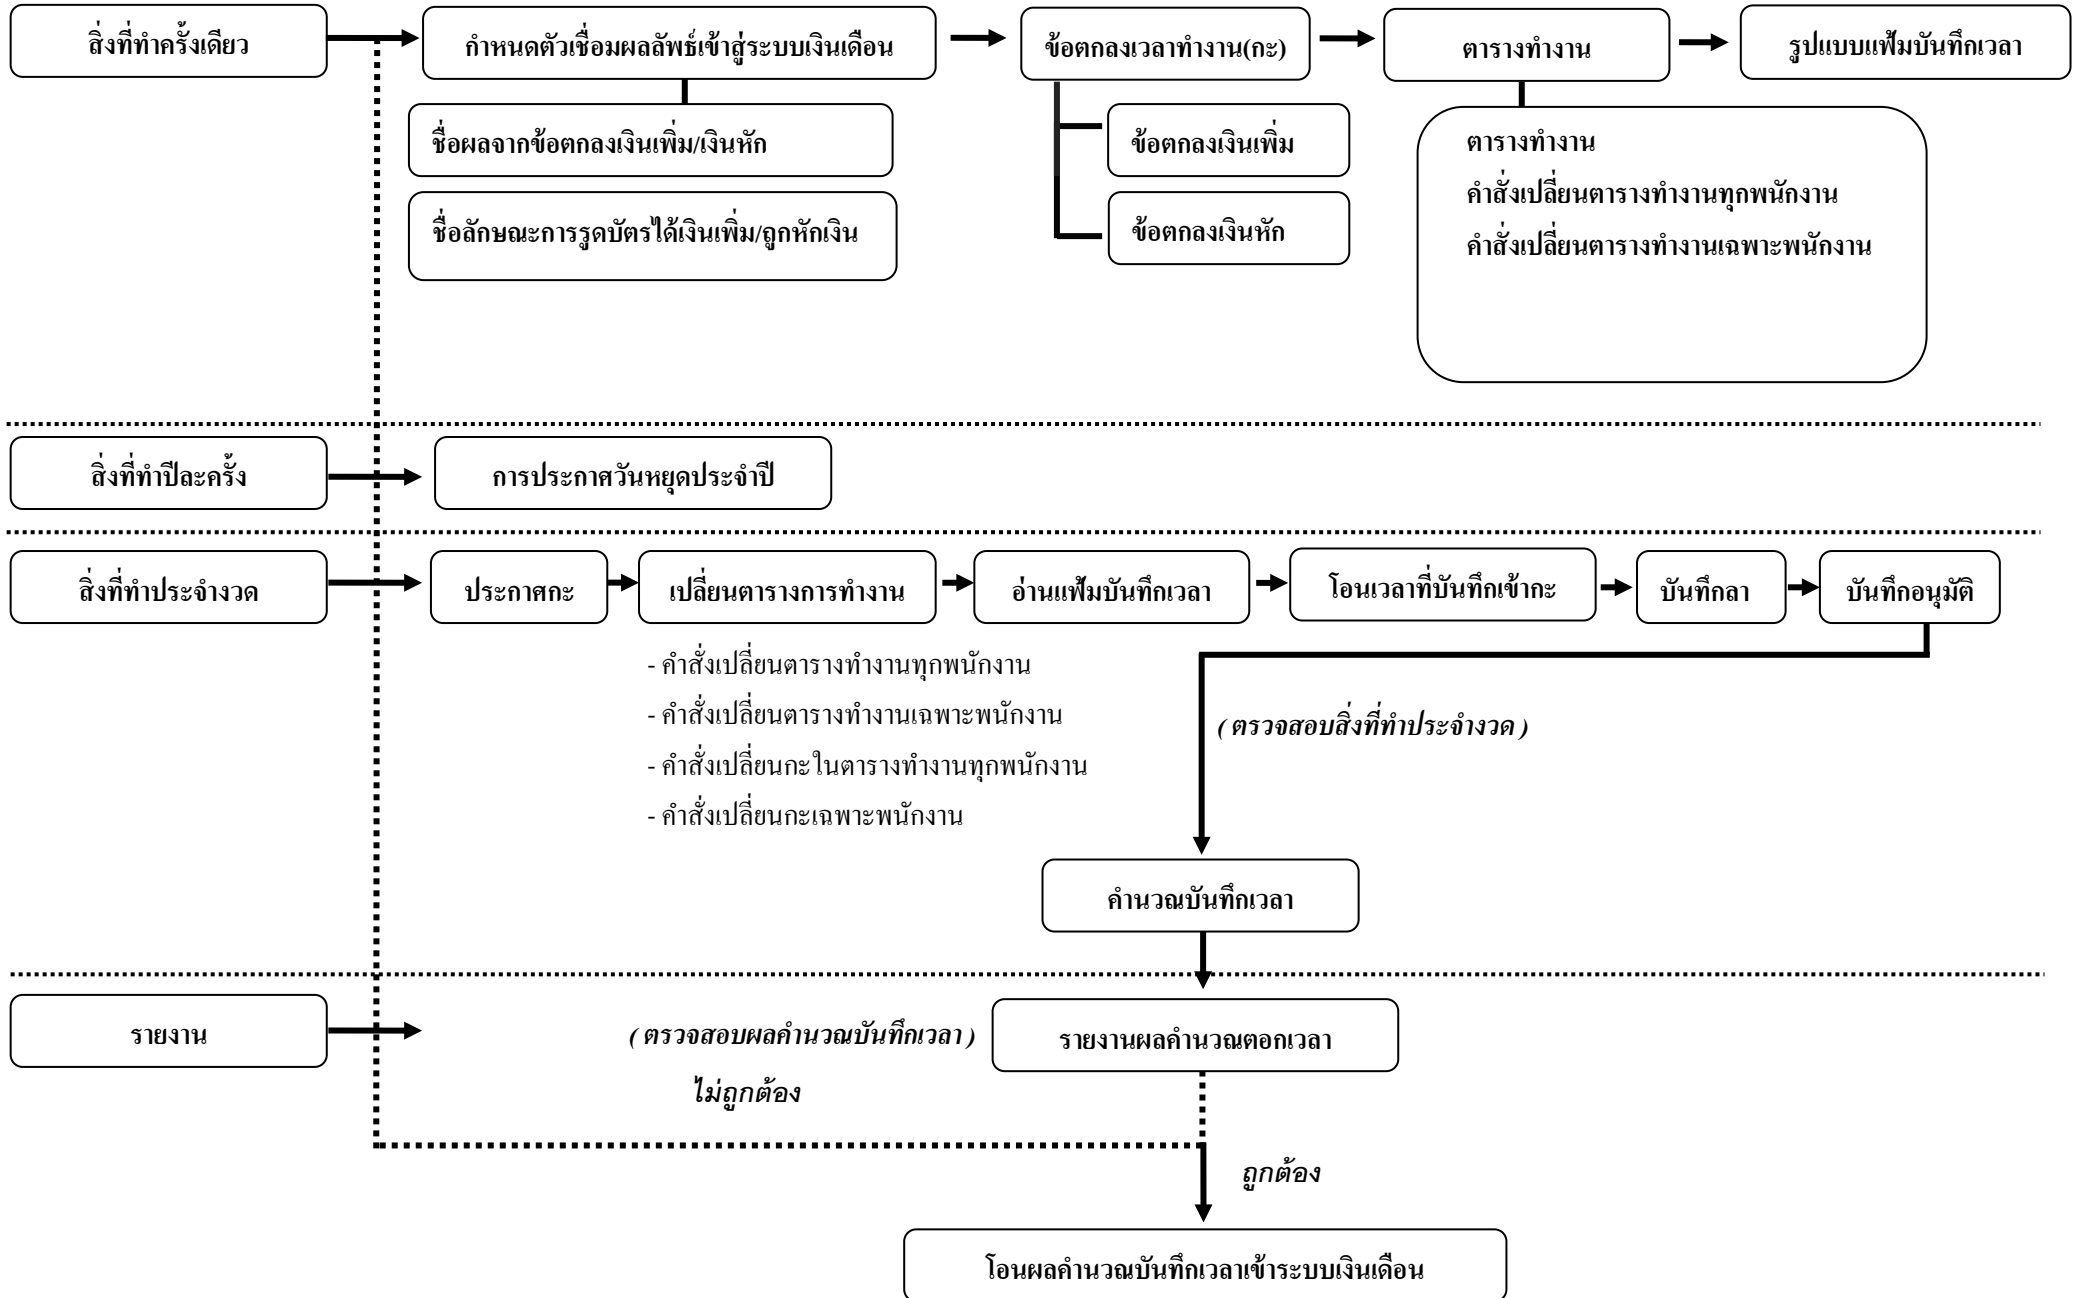 สิ่งที่ทำครั้งเดียว
กำหนดตัวเชื่อมผลลัพธ์เข้าสู่ระบบเงินเดือน
ข้อตกลงเวลาทำงาน(กะ)
ตารางทำงาน
รูปแบบแฟ้มบันทึกเวลา
ชื่อผลจากข้อตกลงเงินเพิ่ม/เงินหัก
ชื่อลักษณะการรูดบัตรได้เงินเพิ่ม/ถูกหักเงิน
ข้อตกลงเงินเพิ่ม
ข้อตกลงเงินหัก
ตารางทำงาน
คำสั่งเปลี่ยนตารางทำงานทุกพนักงาน
คำสั่งเปลี่ยนตารางทำงานเฉพาะพนักงาน
สิ่งที่ทำปีละครั้ง
การประกาศวันหยุดประจำปี
สิ่งที่ทำประจำงวด
ประกาศกะ
เปลี่ยนตารางการทำงาน
อ่านแฟ้มบันทึกเวลา
โอนเวลาที่บันทึกเข้ากะ
บันทึกลา
บันทึกอนุมัติ
- คำสั่งเปลี่ยนตารางทำงานทุกพนักงาน
- คำสั่งเปลี่ยนตารางทำงานเฉพาะพนักงาน
- คำสั่งเปลี่ยนกะในตารางทำงานทุกพนักงาน
- คำสั่งเปลี่ยนกะเฉพาะพนักงาน
( ตรวจสอบสิ่งที่ทำประจำงวด )
คำนวณบันทึกเวลา
รายงาน
( ตรวจสอบผลคำนวณบันทึกเวลา )
รายงานผลคำนวณตอกเวลา
ไม่ถูกต้อง
ถูกต้อง
โอนผลคำนวณบันทึกเวลาเข้าระบบเงินเดือน